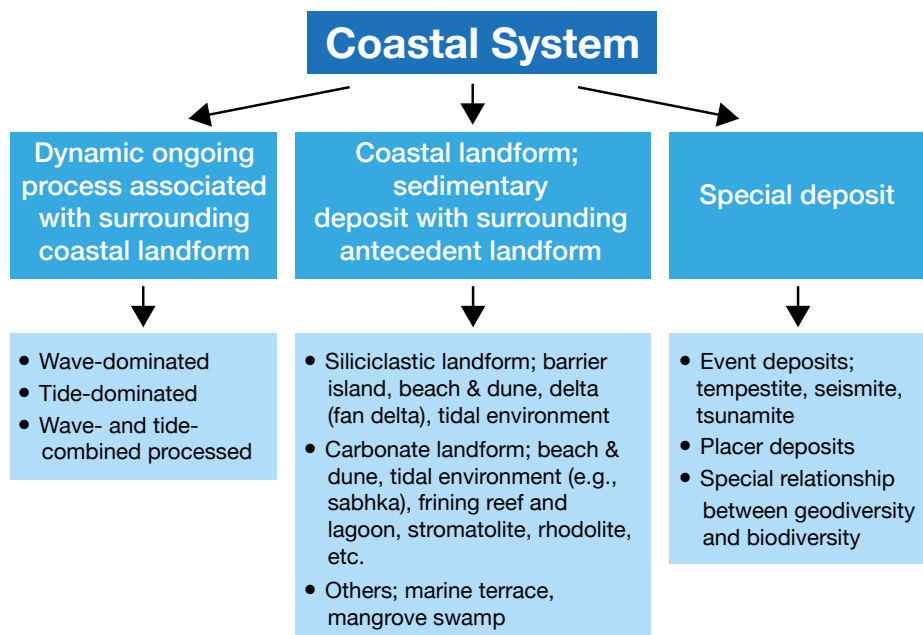 Coastal System
Dynamic ongoing
process associated
with surrounding
coastal landform
Coastal landform;
sedimentary
deposit with surrounding
antecedent landform
Special deposit
• Wave-dominated
• Tide-dominated
• Wave- and tide-
combined processed
• Siliciclastic landform; barrier
island, beach & dune, delta
(fan delta), tidal environment
• Carbonate landform; beach &
dune, tidal environment (e.g.,
sabhka), frining reef and
lagoon, stromatolite, rhodolite,
etc.
• Others; marine terrace,
mangrove swamp
• Event deposits;
tempestite, seismite,
tsunamite
• Placer deposits
• Special relationship
between geodiversity
and biodiversity